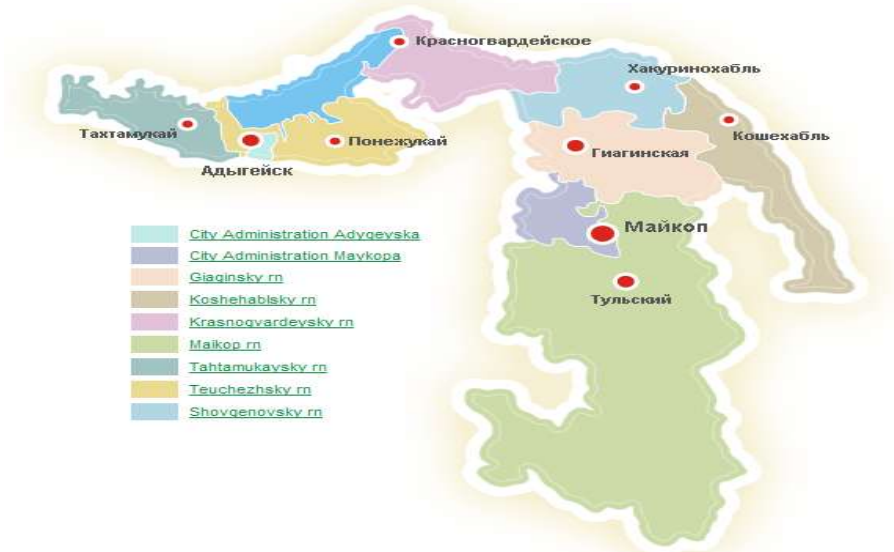 Красногвардейское
Хакуринохабль
Тахтамукай
Понежукай
Кошехабль
Гиагинская
Адыгейск
Майкоп
Тульский
City Administration Adygevska
City Administration Maykopa
Giaginsky rn
Koshehablsky rn
Krasnogvardeysky rn
Maikop rn
Tahtamukaysky rn
Teuchezhsky rn
Shovgenovsky rn